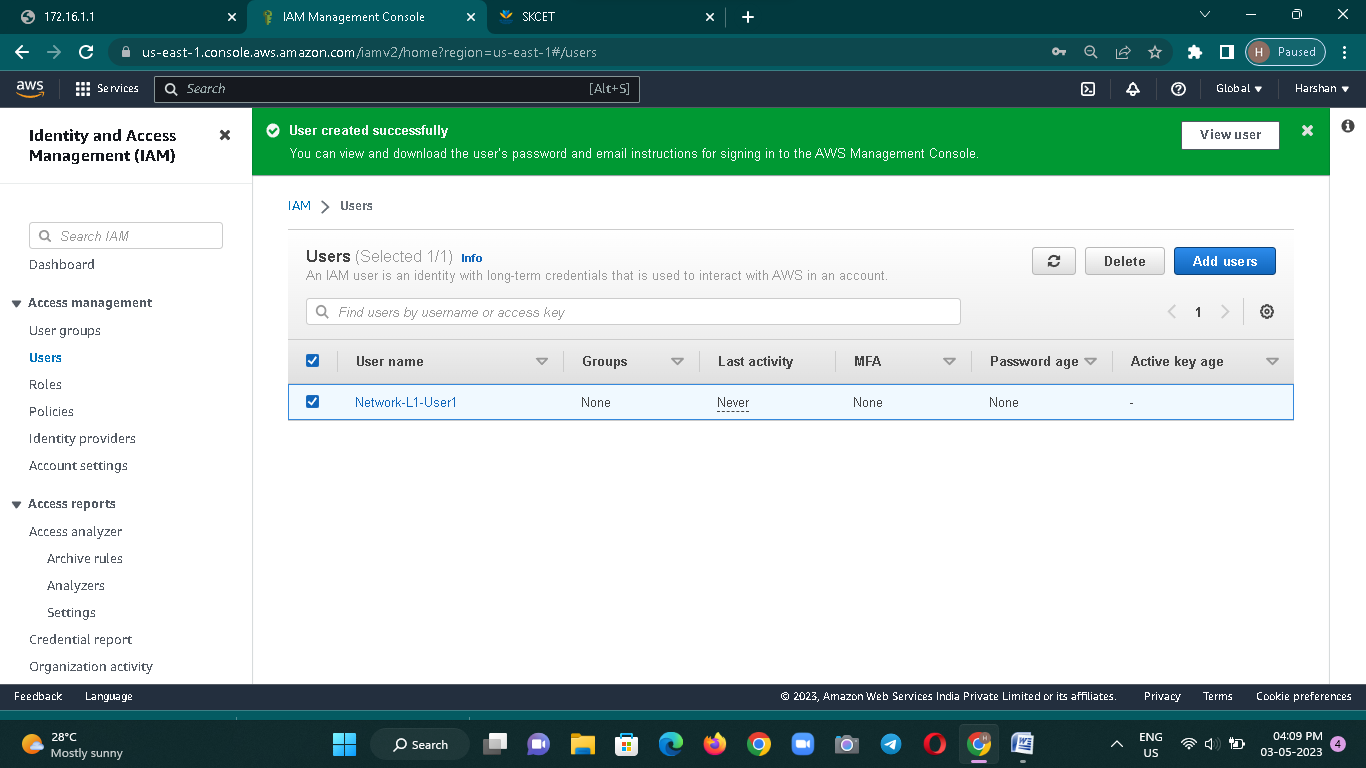 172.16.1.1
IAM Management Console
SKCET
us-east-1.console.aws.amazon.com/iamv2/home?region=us-east-1#/users
H Paused
aws
Services
Search
[Alt+S]
Global
Harshan
Identity and Access
Management (IAM)
Search IAM
Dashboard
Access management
User groups
Users
Roles
Policies
Identity providers
Account settings
Access reports
Access analyzer
Archive rules
Analyzers
Settings
Credential report
Organization activity
User created successfully
You can view and download the user's password and email instructions for signing in to the AWS Management Console.
View user
IAM > Users
Users (Selected 1/1) Info
An IAM user is an identity with long-term credentials that is used to interact with AWS in an account.
Delete
Add users
Find users by username or access key
1
User name Groups Last activity MFA Password age Active key age
Network-L1-User1 None Never None None -
Feedback Language
© 2023, Amazon Web Services India Private Limited or its affiliates. Privacy Terms Cookie preferences
28°C
Mostly sunny
Search
H
ENG
US
04:09 PM
03-05-2023
4